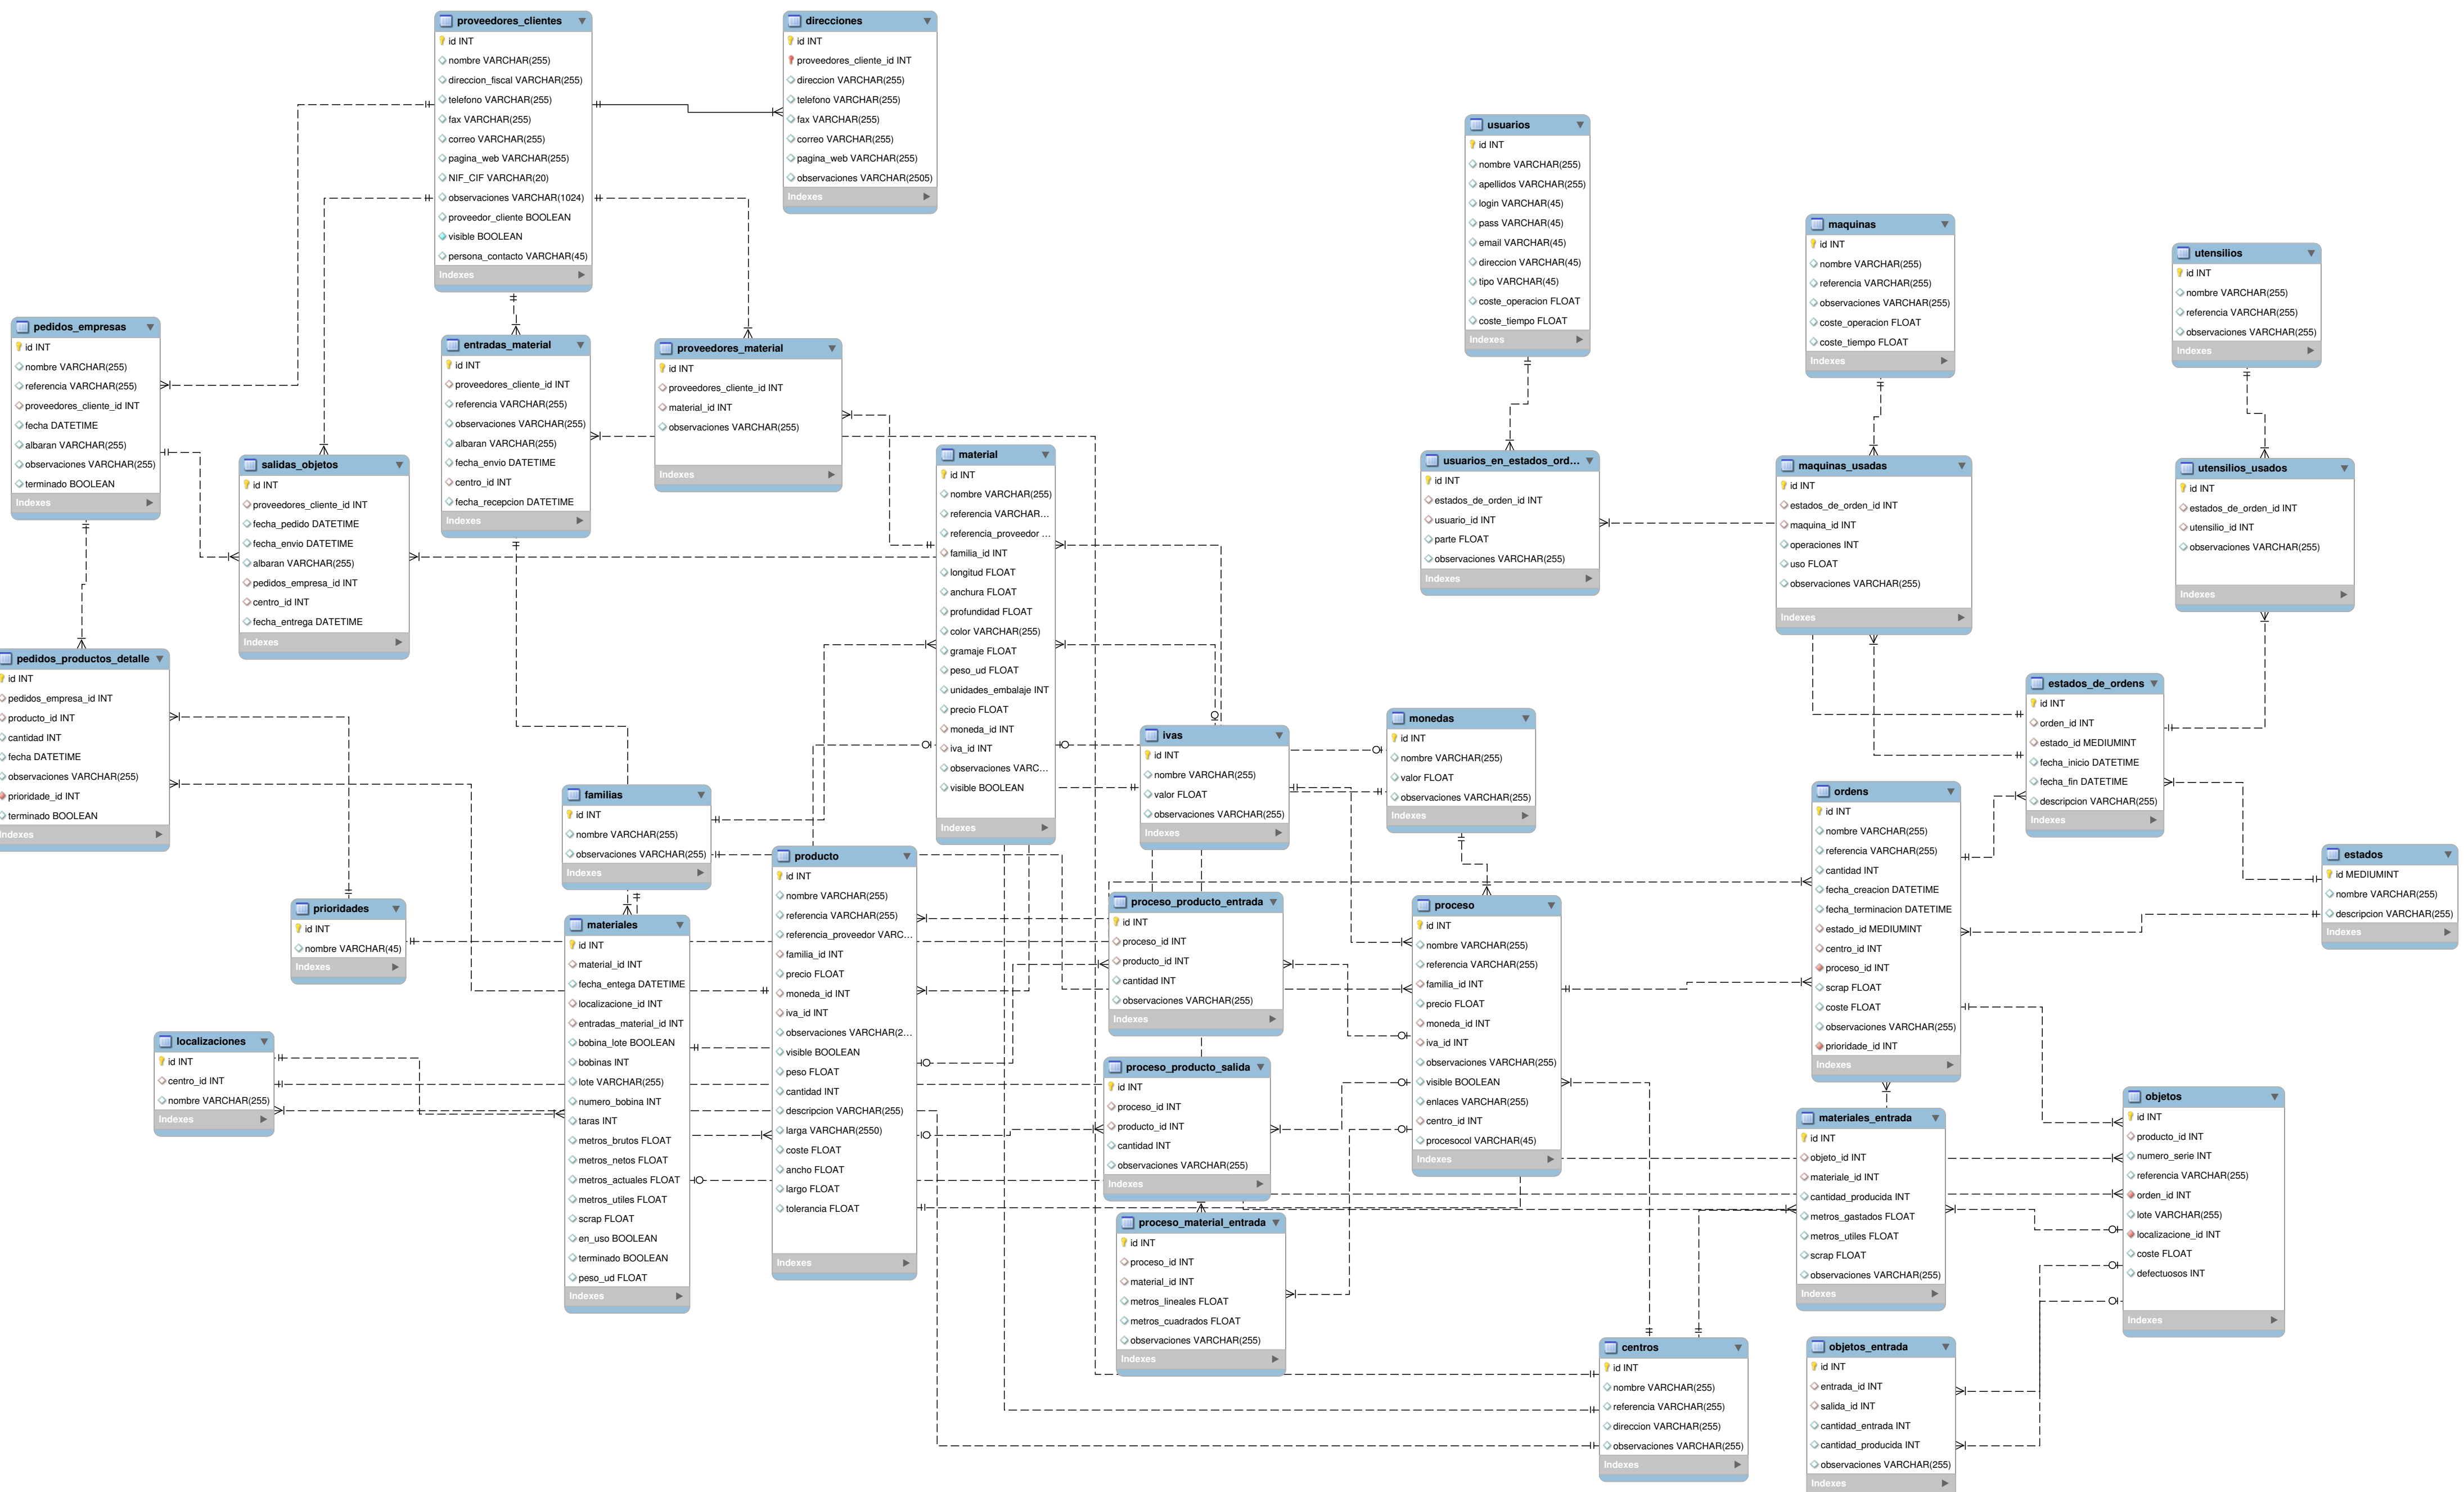 proveedores_clientes
id INT
nombre VARCHAR(255)
direccion_fiscal VARCHAR(255)
telefono VARCHAR(255)
fax VARCHAR(255)
correo VARCHAR(255)
pagina_web VARCHAR(255)
NIF_CIF VARCHAR(20)
observaciones VARCHAR(1024)
proveedor_cliente BOOLEAN
visible BOOLEAN
persona_contacto VARCHAR(45)
Indexes
direcciones
id INT
proveedores_cliente_id INT
direccion VARCHAR(255)
telefono VARCHAR(255)
fax VARCHAR(255)
correo VARCHAR(255)
pagina_web VARCHAR(255)
observaciones VARCHAR(2505)
Indexes
usuarios
id INT
nombre VARCHAR(255)
apellidos VARCHAR(255)
login VARCHAR(45)
pass VARCHAR(45)
email VARCHAR(45)
direccion VARCHAR(45)
tipo VARCHAR(45)
coste_operacion FLOAT
coste_tiempo FLOAT
Indexes
maquinas
id INT
nombre VARCHAR(255)
referencia VARCHAR(255)
observaciones VARCHAR(255)
coste_operacion FLOAT
coste_tiempo FLOAT
Indexes
utensilios
id INT
nombre VARCHAR(255)
referencia VARCHAR(255)
observaciones VARCHAR(255)
Indexes
pedidos_empresas
id INT
nombre VARCHAR(255)
referencia VARCHAR(255)
proveedores_cliente_id INT
fecha DATETIME
albaran VARCHAR(255)
observaciones VARCHAR(255)
terminado BOOLEAN
Indexes
entradas_material
id INT
proveedores_cliente_id INT
referencia VARCHAR(255)
observaciones VARCHAR(255)
albaran VARCHAR(255)
fecha_envio DATETIME
centro_id INT
fecha_recepcion DATETIME
Indexes
proveedores_material
id INT
proveedores_cliente_id INT
material_id INT
observaciones VARCHAR(255)
Indexes
salidas_objetos
id INT
proveedores_cliente_id INT
fecha_pedido DATETIME
fecha_envio DATETIME
albaran VARCHAR(255)
pedidos_empresa_id INT
centro_id INT
fecha_entrega DATETIME
Indexes
material
id INT
nombre VARCHAR(255)
referencia VARCHAR...
referencia_proveedor ...
familia_id INT
longitud FLOAT
anchura FLOAT
profundidad FLOAT
color VARCHAR(255)
gramaje FLOAT
peso_ud FLOAT
unidades_embalaje INT
precio FLOAT
moneda_id INT
iva_id INT
observaciones VARC...
visible BOOLEAN
Indexes
usuarios_en_estados_ord...
id INT
estados_de_orden_id INT
usuario_id INT
parte FLOAT
observaciones VARCHAR(255)
Indexes
maquinas_usadas
id INT
estados_de_orden_id INT
maquina_id INT
operaciones INT
uso FLOAT
observaciones VARCHAR(255)
Indexes
utensilios_usados
id INT
estados_de_orden_id INT
utensilio_id INT
observaciones VARCHAR(255)
Indexes
pedidos_productos_detalle
id INT
pedidos_empresa_id INT
producto_id INT
cantidad INT
fecha DATETIME
observaciones VARCHAR(255)
prioridade_id INT
terminado BOOLEAN
Indexes
estados_de_ordens
id INT
orden_id INT
estado_id MEDIUMINT
fecha_inicio DATETIME
fecha_fin DATETIME
descripcion VARCHAR(255)
Indexes
ivas
id INT
nombre VARCHAR(255)
valor FLOAT
observaciones VARCHAR(255)
Indexes
monedas
id INT
nombre VARCHAR(255)
valor FLOAT
observaciones VARCHAR(255)
Indexes
familias
id INT
nombre VARCHAR(255)
observaciones VARCHAR(255)
Indexes
ordens
id INT
nombre VARCHAR(255)
referencia VARCHAR(255)
cantidad INT
fecha_creacion DATETIME
fecha_terminacion DATETIME
estado_id MEDIUMINT
centro_id INT
proceso_id INT
scrap FLOAT
coste FLOAT
observaciones VARCHAR(255)
prioridade_id INT
Indexes
estados
id MEDIUMINT
nombre VARCHAR(255)
descripcion VARCHAR(255)
Indexes
producto
id INT
nombre VARCHAR(255)
referencia VARCHAR(255)
referencia_proveedor VARC...
familia_id INT
precio FLOAT
moneda_id INT
iva_id INT
observaciones VARCHAR(2...
visible BOOLEAN
peso FLOAT
cantidad INT
descripcion VARCHAR(255)
larga VARCHAR(2550)
coste FLOAT
ancho FLOAT
largo FLOAT
tolerancia FLOAT
Indexes
prioridades
id INT
nombre VARCHAR(45)
Indexes
materiales
id INT
material_id INT
fecha_entega DATETIME
localizacione_id INT
entradas_material_id INT
bobina_lote BOOLEAN
bobinas INT
lote VARCHAR(255)
numero_bobina INT
taras INT
metros_brutos FLOAT
metros_netos FLOAT
metros_actuales FLOAT
metros_utiles FLOAT
scrap FLOAT
en_uso BOOLEAN
terminado BOOLEAN
peso_ud FLOAT
Indexes
proceso_producto_entrada
id INT
proceso_id INT
producto_id INT
cantidad INT
observaciones VARCHAR(255)
Indexes
proceso
id INT
nombre VARCHAR(255)
referencia VARCHAR(255)
familia_id INT
precio FLOAT
moneda_id INT
iva_id INT
observaciones VARCHAR(255)
visible BOOLEAN
enlaces VARCHAR(255)
centro_id INT
procesocol VARCHAR(45)
Indexes
localizaciones
id INT
centro_id INT
nombre VARCHAR(255)
Indexes
proceso_producto_salida
id INT
proceso_id INT
producto_id INT
cantidad INT
observaciones VARCHAR(255)
Indexes
objetos
id INT
producto_id INT
numero_serie INT
referencia VARCHAR(255)
orden_id INT
lote VARCHAR(255)
localizacione_id INT
coste FLOAT
defectuosos INT
Indexes
materiales_entrada
id INT
objeto_id INT
materiale_id INT
cantidad_producida INT
metros_gastados FLOAT
metros_utiles FLOAT
scrap FLOAT
observaciones VARCHAR(255)
Indexes
proceso_material_entrada
id INT
proceso_id INT
material_id INT
metros_lineales FLOAT
metros_cuadrados FLOAT
observaciones VARCHAR(255)
Indexes
centros
id INT
nombre VARCHAR(255)
referencia VARCHAR(255)
direccion VARCHAR(255)
observaciones VARCHAR(255)
Indexes
objetos_entrada
id INT
entrada_id INT
salida_id INT
cantidad_entrada INT
cantidad_producida INT
observaciones VARCHAR(255)
Indexes